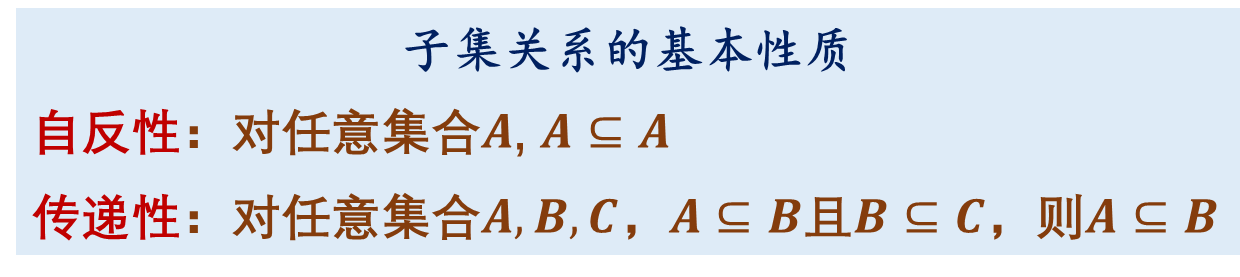 子集关系的基本性质
自反性：对任意集合A, A ⊆ A
传递性：对任意集合A, B, C，A ⊆ B且B ⊆ C，则A ⊆ B